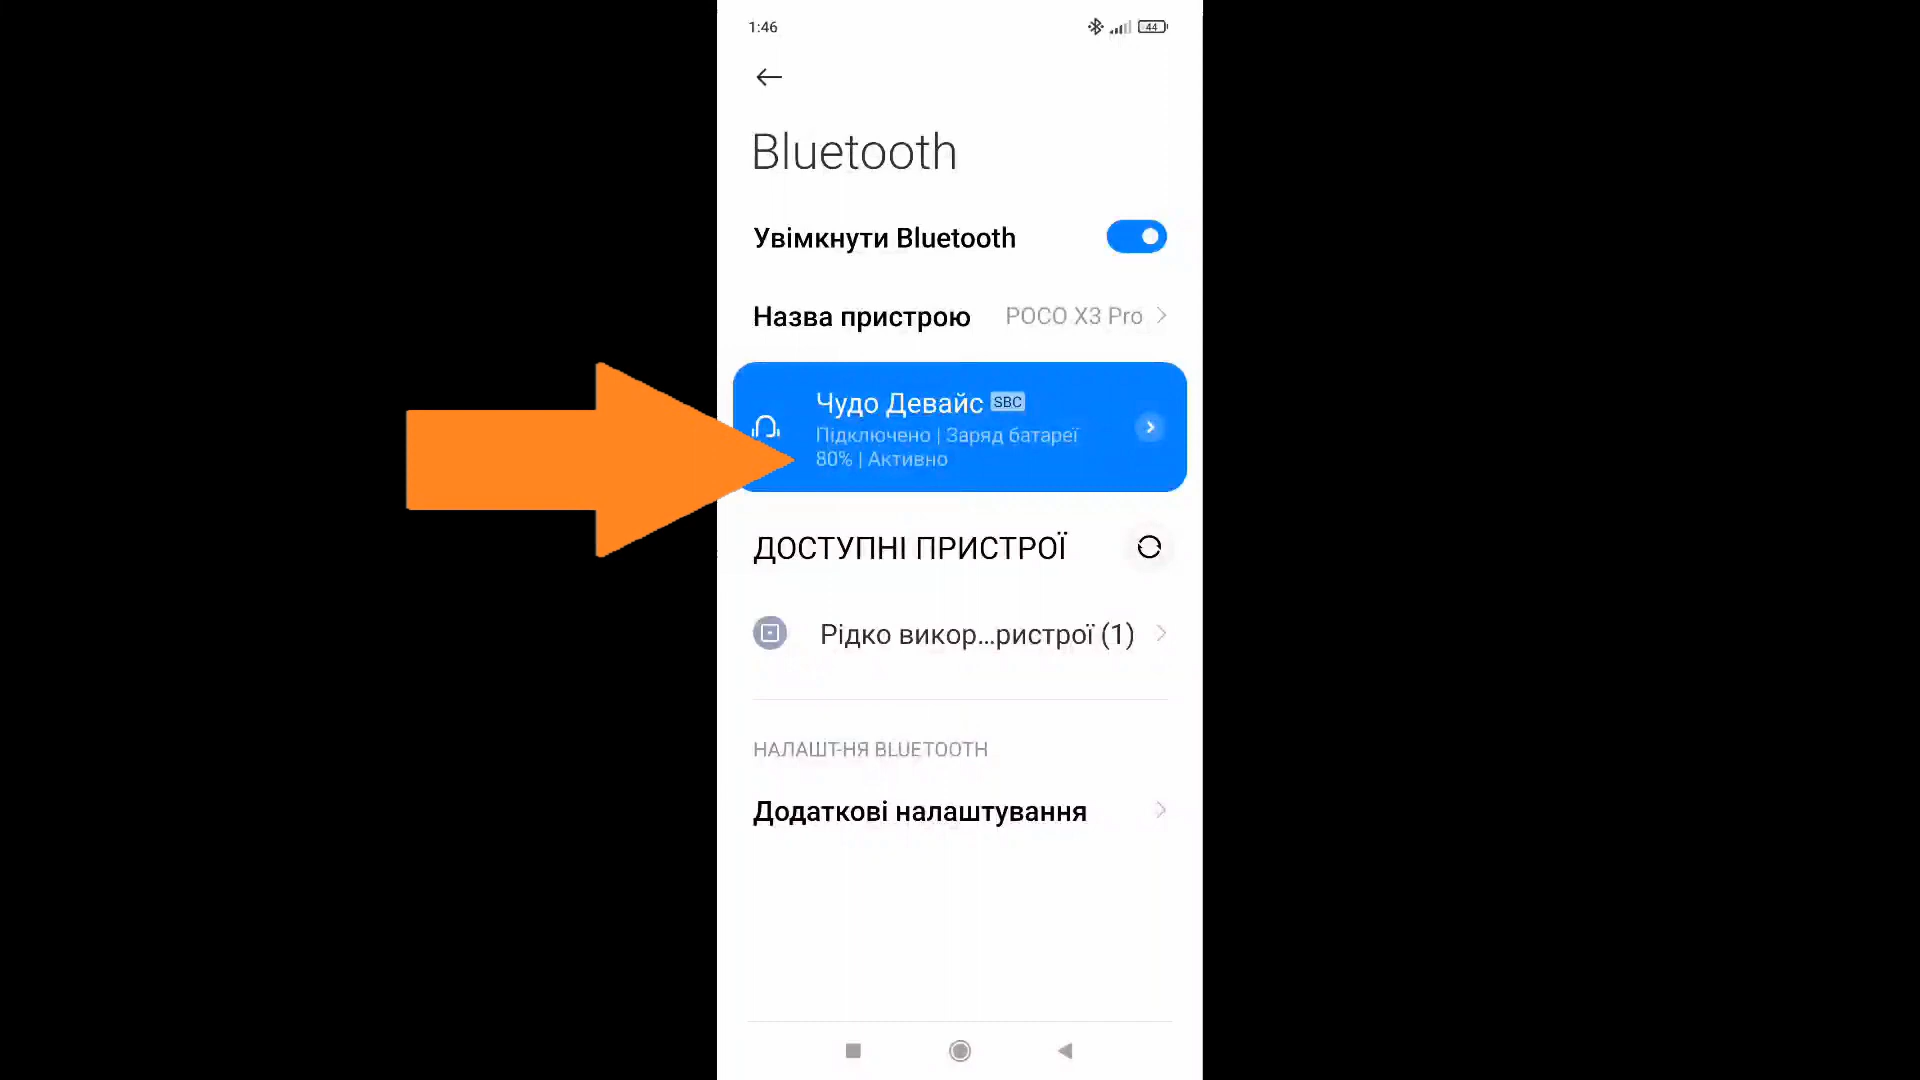 1:46
44
Bluetooth
Увімкнути Bluetooth
Назва пристрою POCO X3 Pro
Чудо Девайс SBC
Підключено | Заряд батареї
80% | Активно
ДОСТУПНІ ПРИСТРОЇ
Рідко викор...ристрої (1)
НАЛАШТ-НЯ BLUETOOTH
Додаткові налаштування